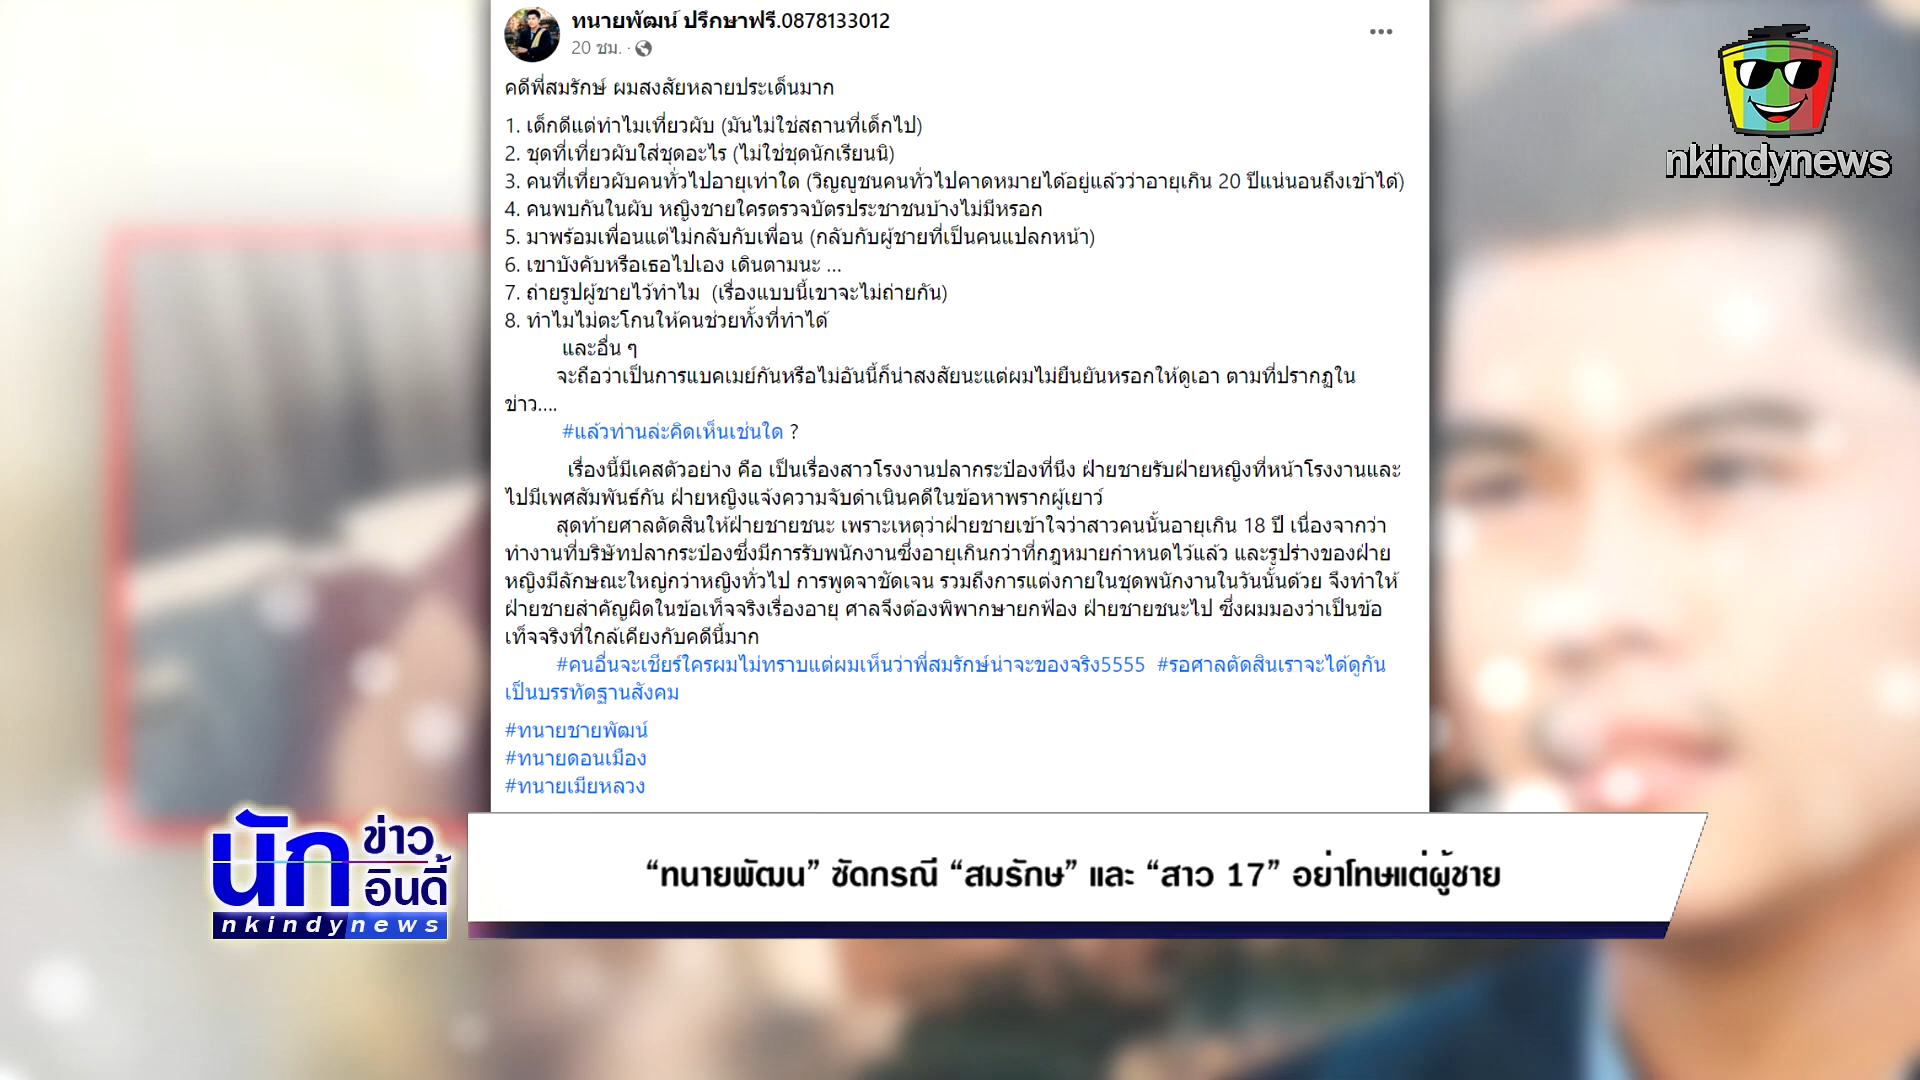 ทนายพัฒน์ ปรึกษาฟรี.0878133012
20 ชม. ·
คดีพี่สมรักษ์ ผมสงสัยหลายประเด็นมาก
1. เด็กดีแต่ทำไมเที่ยวผับ (มันไม่ใช่สถานที่เด็กไป)
2. ชุดที่เที่ยวผับใส่ชุดอะไร (ไม่ใช่ชุดนักเรียนนิ)
3. คนที่เที่ยวผับคนทั่วไปอายุเท่าใด (วิญญูชนคนทั่วไปคาดหมายได้อยู่แล้วว่าอายุเกิน 20 ปีแน่นอนถึงเข้าได้)
4. คนพบกันในผับ หญิงชายใครตรวจบัตรประชาชนบ้างไม่มีหรอก
5. มาพร้อมเพื่อนแต่ไม่กลับกับเพื่อน (กลับกับผู้ชายที่เป็นคนแปลกหน้า)
6. เขาบังคับหรือเธอไปเอง เดินตามนะ ...
7. ถ่ายรูปผู้ชายไว้ทำไม (เรื่องแบบนี้เขาจะไม่ถ่ายกัน)
8. ทำไมไม่ตะโกนให้คนช่วยทั้งที่ทำได้
และอื่น ๆ
จะถือว่าเป็นการแบคเมย์กันหรือไม่อันนี้ก็น่าสงสัยนะแต่ผมไม่ยืนยันหรอกให้ดูเอา ตามที่ปรากฏใน
ข่าว....
#แล้วท่านล่ะคิดเห็นเช่นใด ?
เรื่องนี้มีเคสตัวอย่าง คือ เป็นเรื่องสาวโรงงานปลากระป๋องที่นึง ฝ่ายชายรับฝ่ายหญิงที่หน้าโรงงานและ
ไปมีเพศสัมพันธ์กัน ฝ่ายหญิงแจ้งความจับดำเนินคดีในข้อหาพรากผู้เยาว์
สุดท้ายศาลตัดสินให้ฝ่ายชายชนะ เพราะเหตุว่าฝ่ายชายเข้าใจว่าสาวคนนั้นอายุเกิน 18 ปี เนื่องจากว่า
ทำงานที่บริษัทปลากระป๋องซึ่งมีการรับพนักงานซึ่งอายุเกินกว่าที่กฎหมายกำหนดไว้แล้ว และรูปร่างของฝ่าย
หญิงมีลักษณะใหญ่กว่าหญิงทั่วไป การพูดจาชัดเจน รวมถึงการแต่งกายในชุดพนักงานในวันนั้นด้วย จึงทำให้
ฝ่ายชายสำคัญผิดในข้อเท็จจริงเรื่องอายุ ศาลจึงต้องพิพากษายกฟ้อง ฝ่ายชายชนะไป ซึ่งผมมองว่าเป็นข้อ
เท็จจริงที่ใกล้เคียงกับคดีนี้มาก
#คนอื่นจะเชียร์ใครผมไม่ทราบแต่ผมเห็นว่าพี่สมรักษ์น่าจะของจริง5555 #รอศาลตัดสินเราจะได้ดูกัน
เป็นบรรทัดฐานสังคม
#ทนายชายพัฒน์
#ทนายดอนเมือง
#ทนายเมียหลวง
nkindynews
นักข่าวอินดี้
nkindynews
“ทนายพัฒน” ซัดกรณี “สมรักษ” และ “สาว 17” อย่าโทษแต่ผู้ชาย